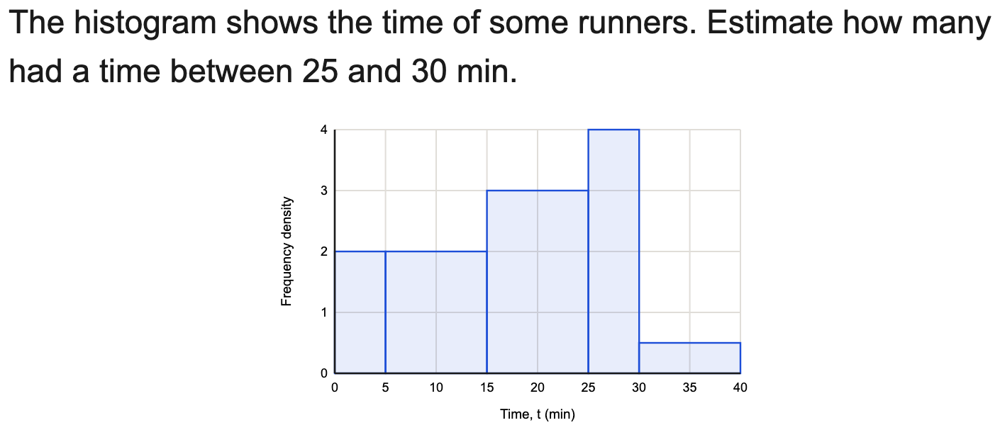 The histogram shows the time of some runners. Estimate how many
had a time between 25 and 30 min.
4
3
2
1
0
Frequency density
0 5 10 15 20 25 30 35 40
Time, t (min)